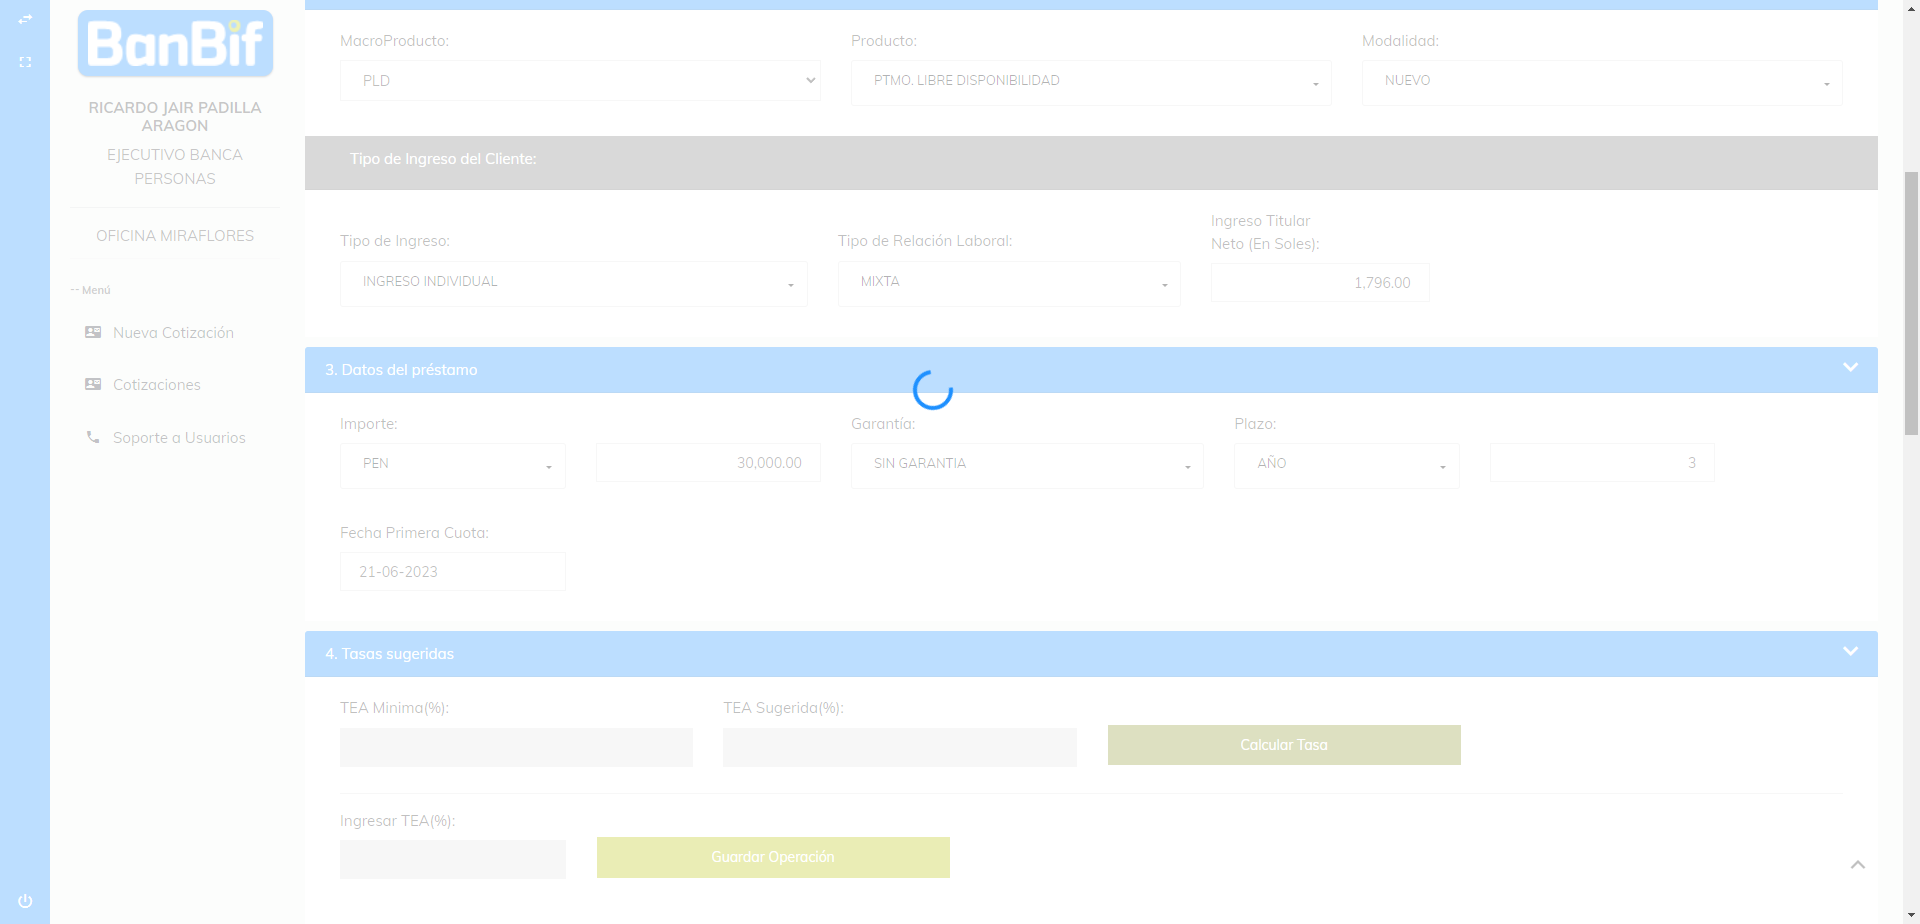 BanBif
RICARDO JAIR PADILLA
ARAGON
EJECUTIVO BANCA
PERSONAS
OFICINA MIRAFLORES
-- Menú
Nueva Cotización
Cotizaciones
Soporte a Usuarios
MacroProducto:
Producto:
Modalidad:
PLD
PTMO. LIBRE DISPONIBILIDAD
NUEVO
Tipo de Ingreso del Cliente:
Tipo de Ingreso:
Tipo de Relación Laboral:
Ingreso Titular
Neto (En Soles):
INGRESO INDIVIDUAL
MIXTA
1,796.00
3. Datos del préstamo
Importe:
Garantía:
Plazo:
PEN
30,000.00
SIN GARANTIA
AÑO
3
Fecha Primera Cuota:
21-06-2023
4. Tasas sugeridas
TEA Minima(%):
TEA Sugerida(%):
Calcular Tasa
Ingresar TEA(%):
Guardar Operación